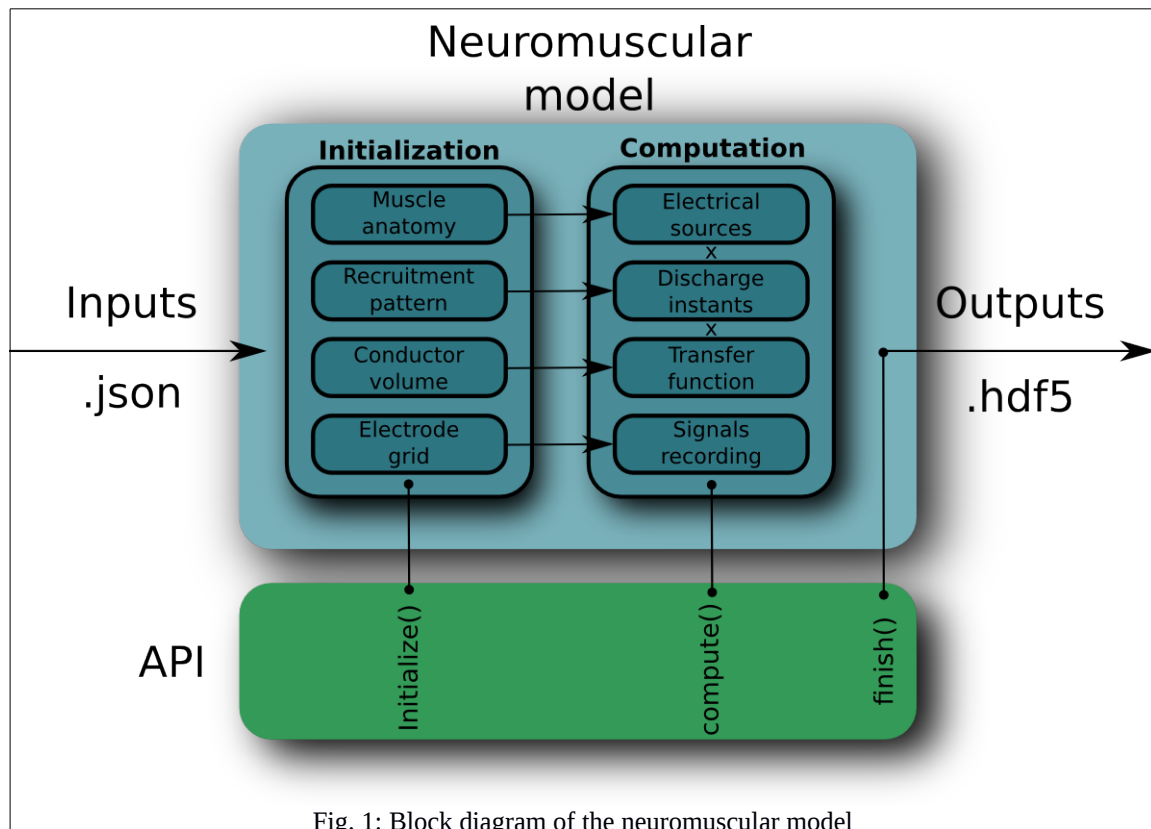 Neuromuscular
model
Initialization
Computation
Muscle
anatomy
Electrical
sources
x
Recruitment
pattern
Discharge
instants
x
Conductor
volume
Transfer
function
Electrode
grid
Signals
recording
Inputs
.json
Outputs
.hdf5
API
Initialize()
compute()
finish()
Fig. 1: Block diagram of the neuromuscular model